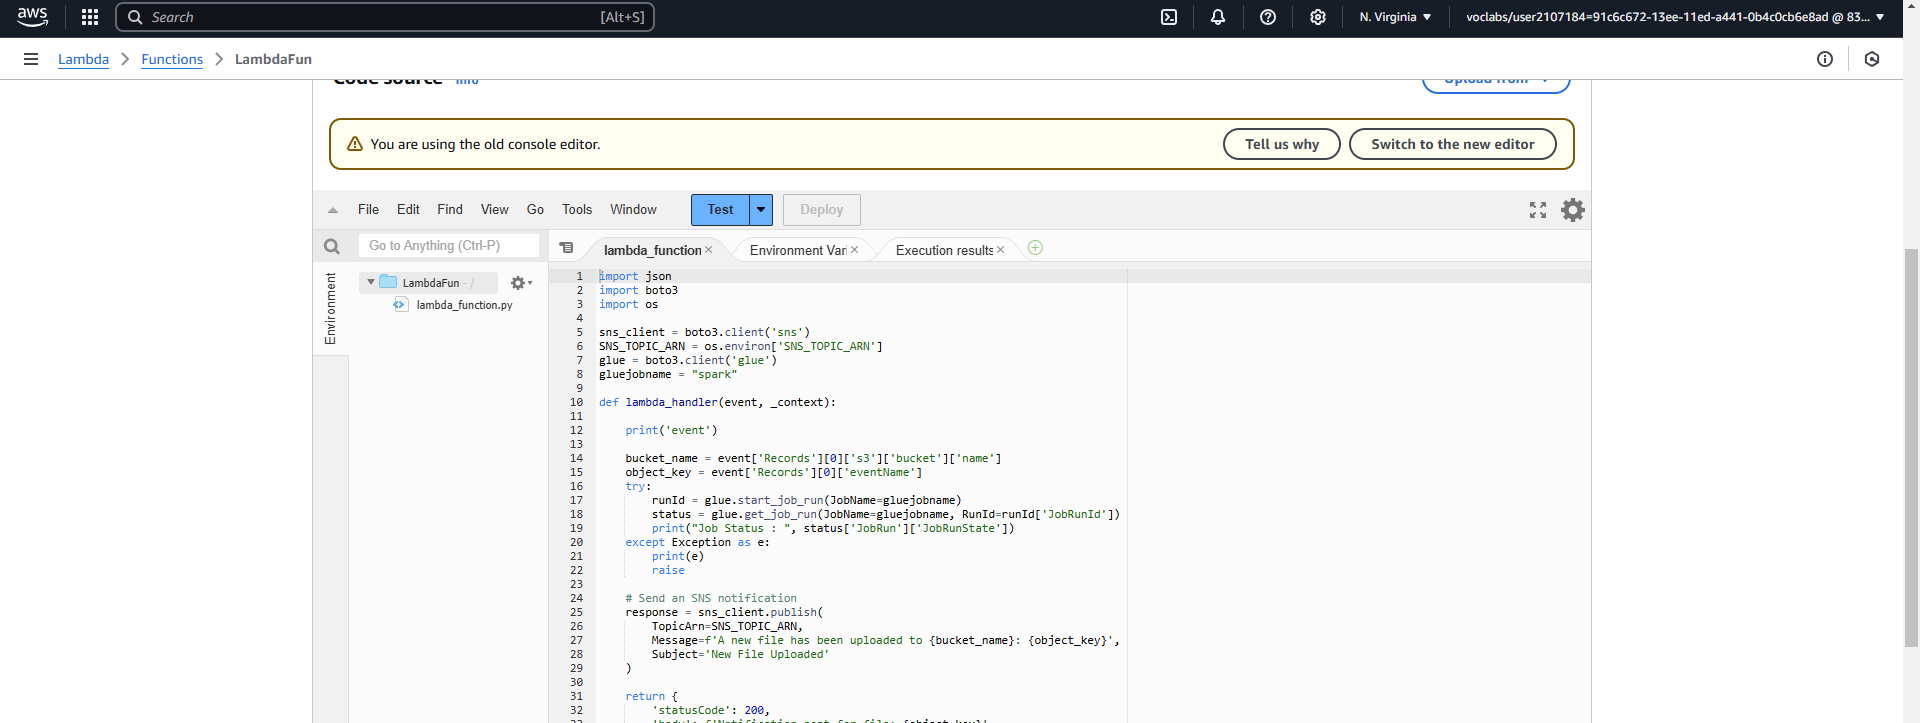 aws
Search [Alt+S] N. Virginia voclabs/user2107184=91c6c672-13ee-11ed-a441-0b4c0cb6e8ad @ 83...
Lambda Functions LambdaFun
Code source Info Upload from
You are using the old console editor. Tell us why Switch to the new editor
File Edit Find View Go Tools Window Test Deploy
Go to Anything (Ctrl-P) lambda_function Environment Vari Execution results
Environment
LambdaFun - /
lambda_function.py
1 import json
2 import boto3
3 import os
4
5 sns_client = boto3.client('sns')
6 SNS_TOPIC_ARN = os.environ['SNS_TOPIC_ARN']
7 glue = boto3.client('glue')
8 gluejobname = "spark"
9
10 def lambda_handler(event, _context):
11
12 print('event')
13
14 bucket_name = event['Records'][0]['s3']['bucket']['name']
15 object_key = event['Records'][0]['eventName']
16 try:
17 runId = glue.start_job_run(JobName=gluejobname)
18 status = glue.get_job_run(JobName=gluejobname, RunId=runId['JobRunId'])
19 print("Job Status : ", status['JobRun']['JobRunState'])
20 except Exception as e:
21 print(e)
22 raise
23
24 # Send an SNS notification
25 response = sns_client.publish(
26 TopicArn=SNS_TOPIC_ARN,
27 Message=f'A new file has been uploaded to {bucket_name}: {object_key}',
28 Subject='New File Uploaded'
29 )
30
31 return {
32 'statusCode': 200,